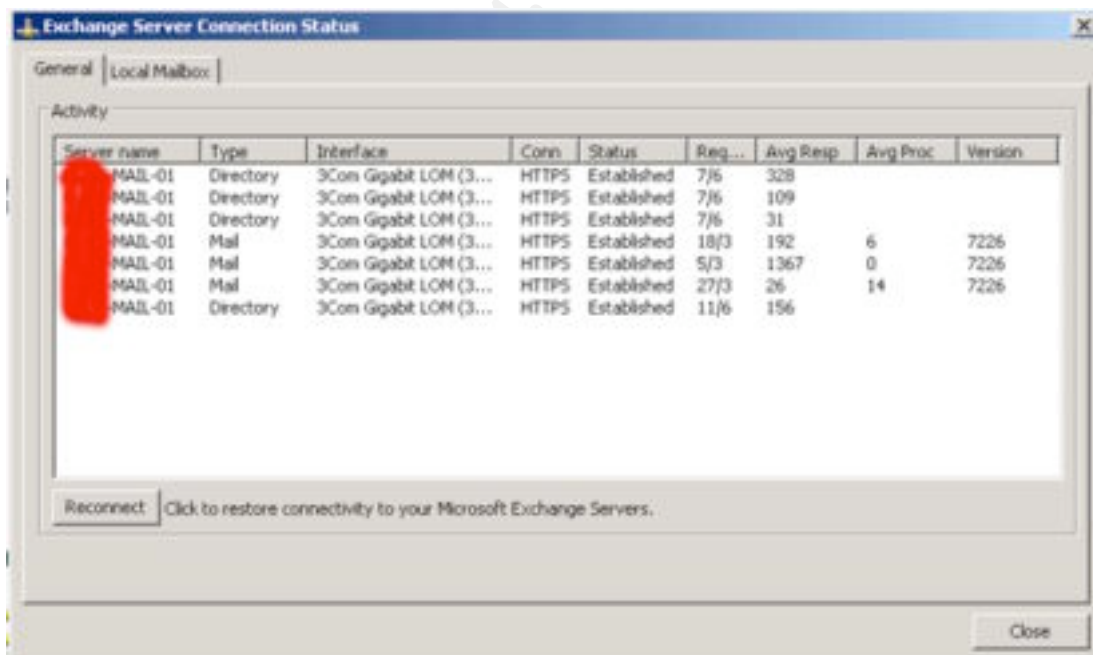 Exchange Server Connection Status
General Local Mailbox
Activity
Server name Type Interface Conn Status Req... Avg Resp Avg Proc Version
MAIL-01 Directory 3Com Gigabit LOM (3... HTTPS Established 7/6 328
MAIL-01 Directory 3Com Gigabit LOM (3... HTTPS Established 7/6 109
MAIL-01 Directory 3Com Gigabit LOM (3... HTTPS Established 7/6 31
MAIL-01 Mail 3Com Gigabit LOM (3... HTTPS Established 18/3 192 6 7226
MAIL-01 Mail 3Com Gigabit LOM (3... HTTPS Established 5/3 1367 0 7226
MAIL-01 Mail 3Com Gigabit LOM (3... HTTPS Established 27/3 26 14 7226
-MAIL-01 Directory 3Com Gigabit LOM (3... HTTPS Established 11/6 156
Reconnect Click to restore connectivity to your Microsoft Exchange Servers.
Close